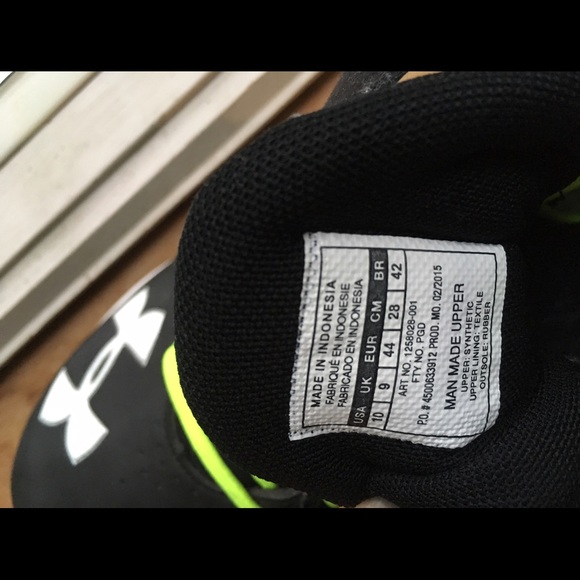 MADE IN INDONESIA
FABRIQUÉ EN INDONESIE
FABRICADO EN INDONESIA
USA UK EUR CM BR
10 9 44 28 42
ART NO. 1258028-001
FTY NO. PGD
P.O.# 4500633912 PROD. MO. 02/2015
MAN MADE UPPER
UPPER: SYNTHETIC
UPPER LINING: TEXTILE
OUTSOLE: RUBBER